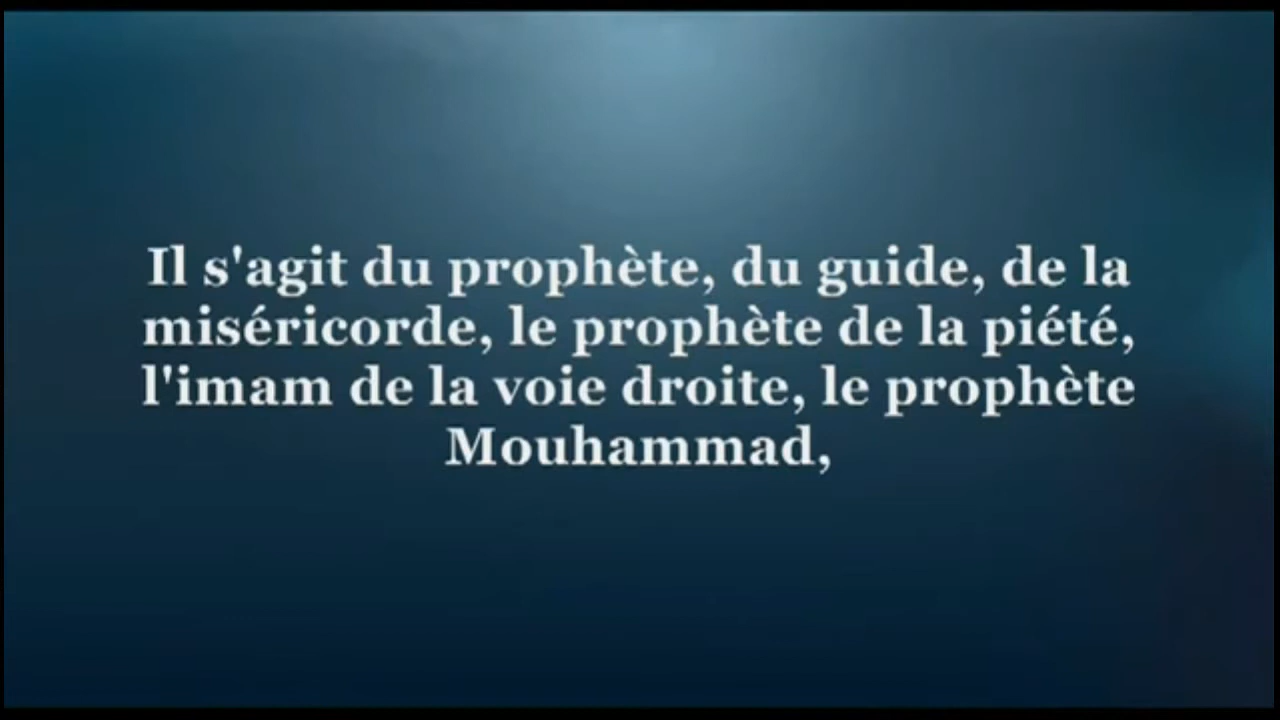 Il s'agit du prophète, du guide, de la
miséricorde, le prophète de la piété,
l'imam de la voie droite, le prophète
Mouhammad,